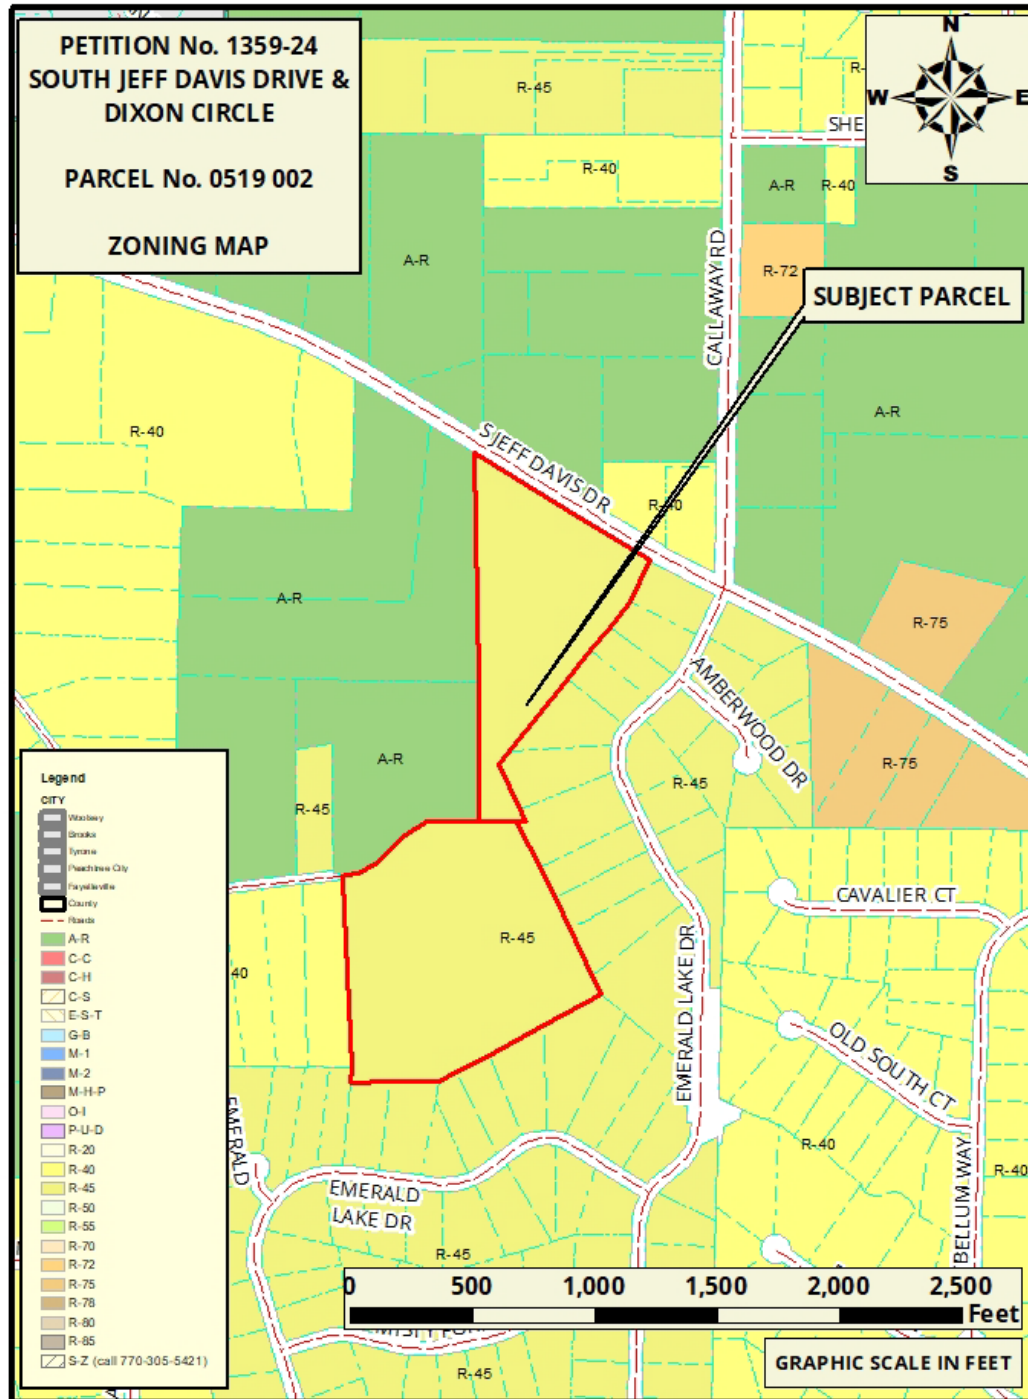 PETITION No. 1359-24
SOUTH JEFF DAVIS DRIVE &
DIXON CIRCLE
PARCEL No. 0519 002
ZONING MAP
N
W
E
S
R-45
R-
SHE
R-40
A-R
R-40
A-R
R-72
CALLAWAY RD
SUBJECT PARCEL
A-R
R-40
S JEFF DAVIS DR
R-40
A-R
R-75
AMBERWOOD DR
A-R
R-75
R-45
R-45
CAVALIER CT
EMERALD LAKE DR
R-45
40
OLD SOUTH CT
R-40
R-40
BELLUM WAY
EMERALD
EMERALD
LAKE DR
R-45
R-45
Legend
CITY
Woolsey
Brooks
Tyrone
Peachtree City
Fayetteville
County
Roads
A-R
C-C
C-H
C-S
E-S-T
G-B
M-1
M-2
M-H-P
O-I
P-U-D
R-20
R-40
R-45
R-50
R-55
R-70
R-72
R-75
R-78
R-80
R-85
S-Z (call 770-305-5421)
0 500 1,000 1,500 2,000 2,500
Feet
GRAPHIC SCALE IN FEET